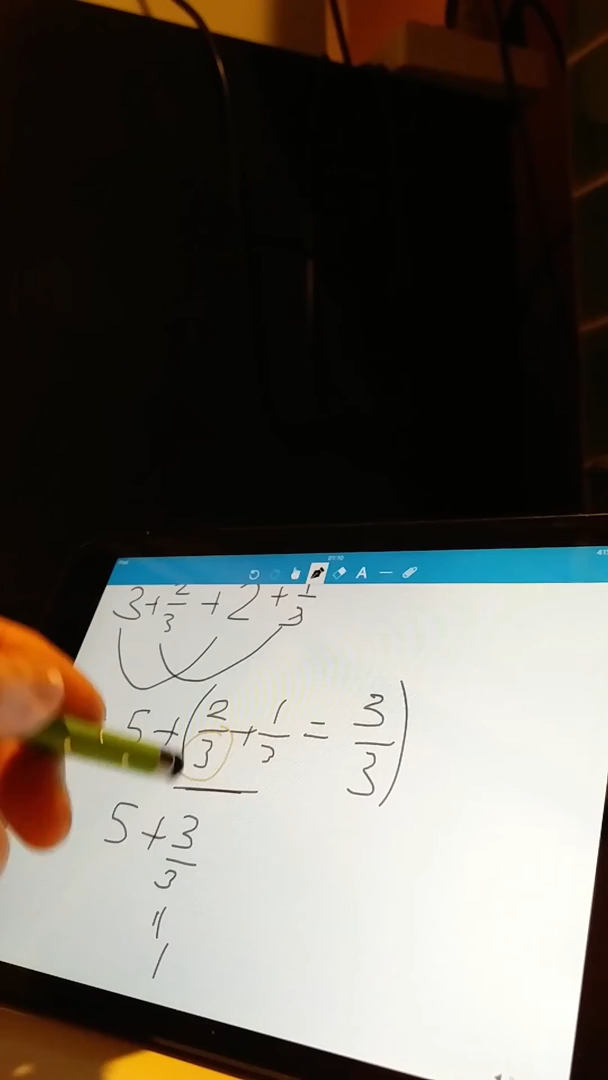 3 + 2/3 + 2 + 1/3
5 + (2/3 + 1/3 = 3/3)
5 + 3/3
"
1